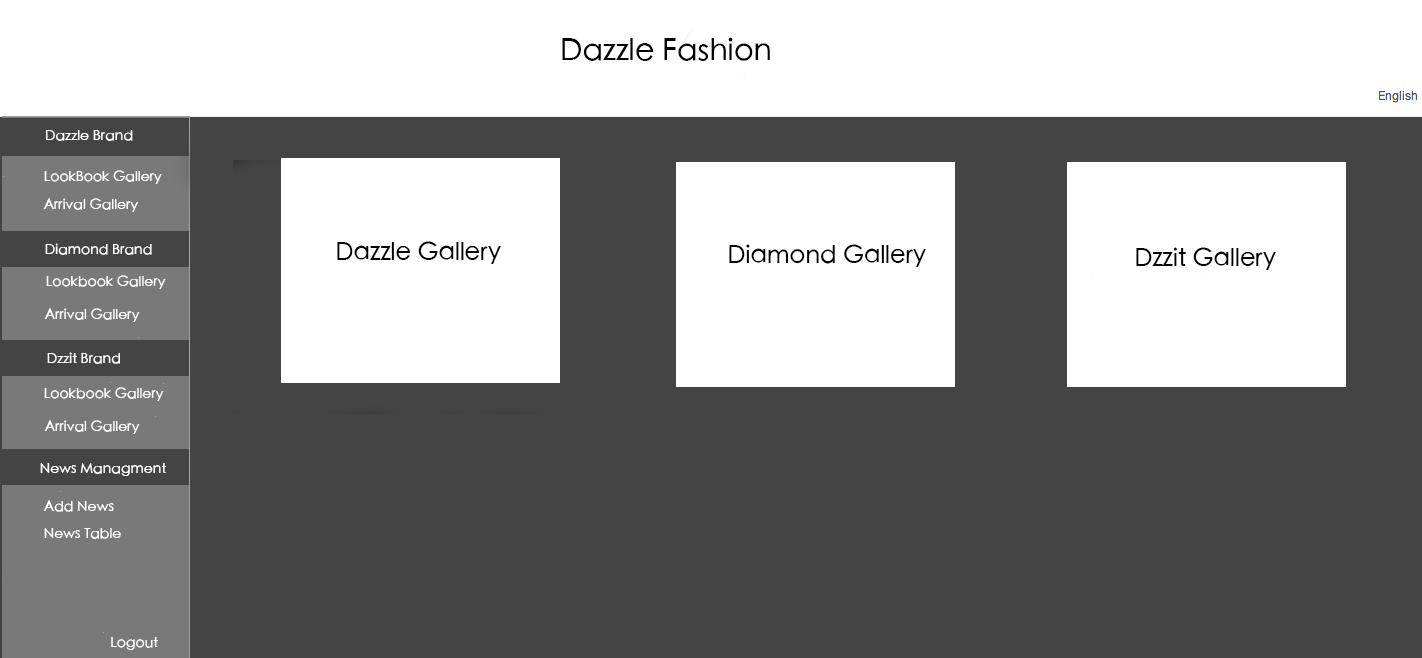 Dazzle Fashion
English
Dazzle Brand
LookBook Gallery
Arrival Gallery
Diamond Brand
Lookbook Gallery
Arrival Gallery
Dzzit Brand
Lookbook Gallery
Arrival Gallery
News Managment
Add News
News Table
Logout
Dazzle Gallery
Diamond Gallery
Dzzit Gallery